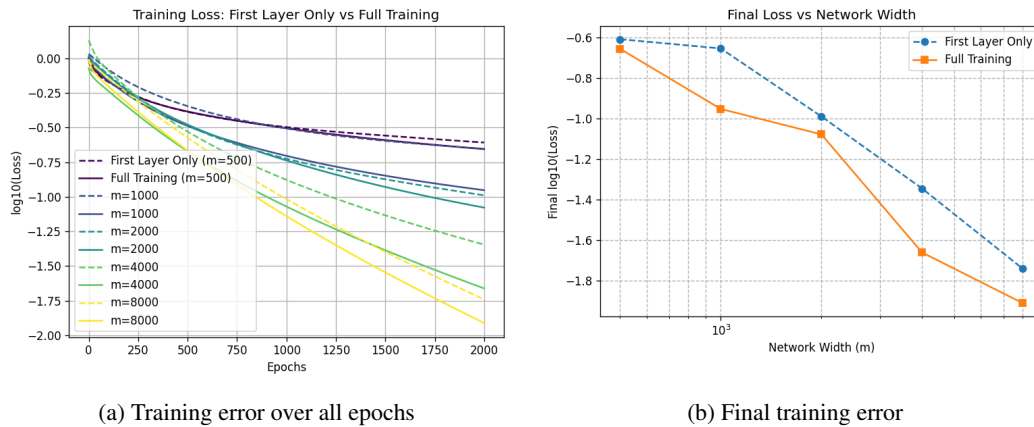 Training Loss: First Layer Only vs Full Training
0.00
−0.25
−0.50
−0.75
−1.00
−1.25
−1.50
−1.75
−2.00
log10(Loss)
First Layer Only (m=500)
Full Training (m=500)
m=1000
m=1000
m=2000
m=2000
m=4000
m=4000
m=8000
m=8000
0 250 500 750 1000 1250 1500 1750 2000
Epochs
(a) Training error over all epochs
Final Loss vs Network Width
−0.6
−0.8
−1.0
−1.2
−1.4
−1.6
−1.8
Final log10(Loss)
First Layer Only
Full Training
10³
Network Width (m)
(b) Final training error